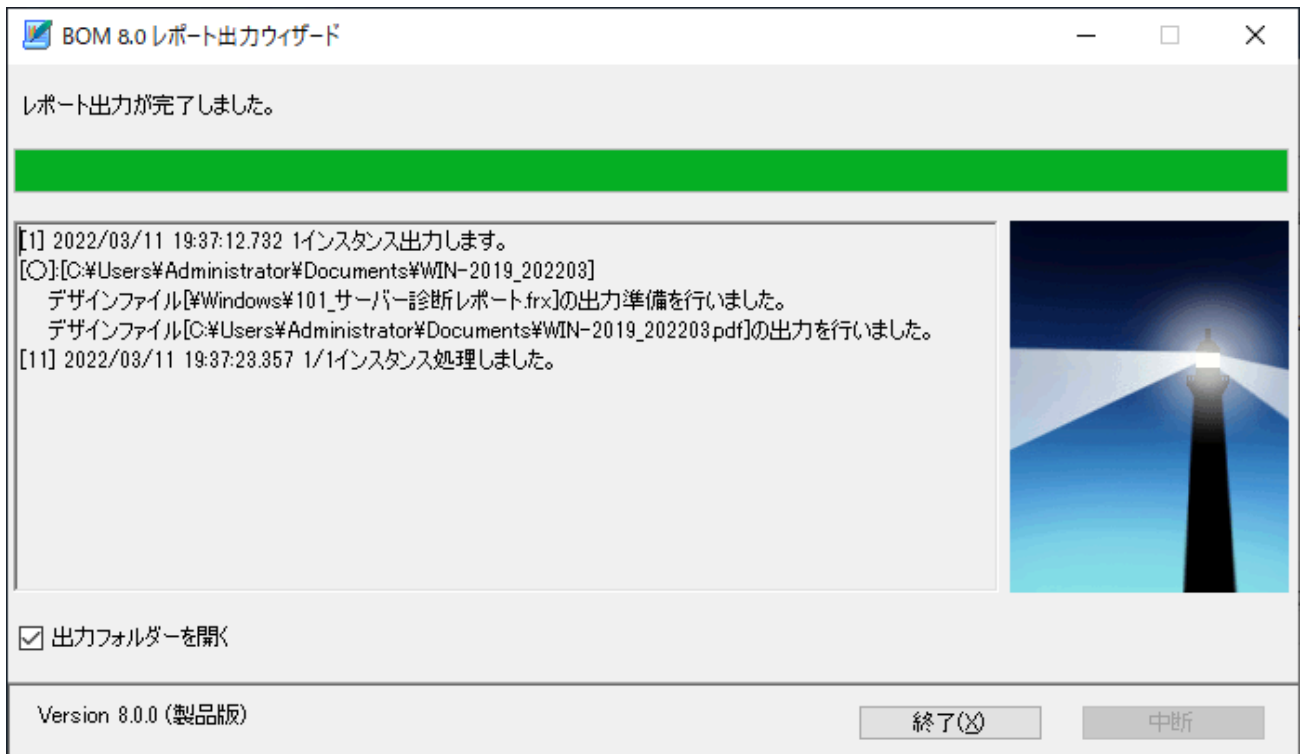 BOM 8.0 レポート出力ウィザード
レポート出力が完了しました。
[1] 2022/03/11 19:37:12.732 1インスタンス出力します。
[○]:[C:¥Users¥Administrator¥Documents¥WIN-2019_202203]
デザインファイル[¥Windows¥101_サーバー診断レポート.frx]の出力準備を行いました。
デザインファイル[C:¥Users¥Administrator¥Documents¥WIN-2019_202203.pdf]の出力を行いました。
[11] 2022/03/11 19:37:23.357 1/1インスタンス処理しました。
出力フォルダーを開く
Version 8.0.0 (製品版)
終了(X)
中断